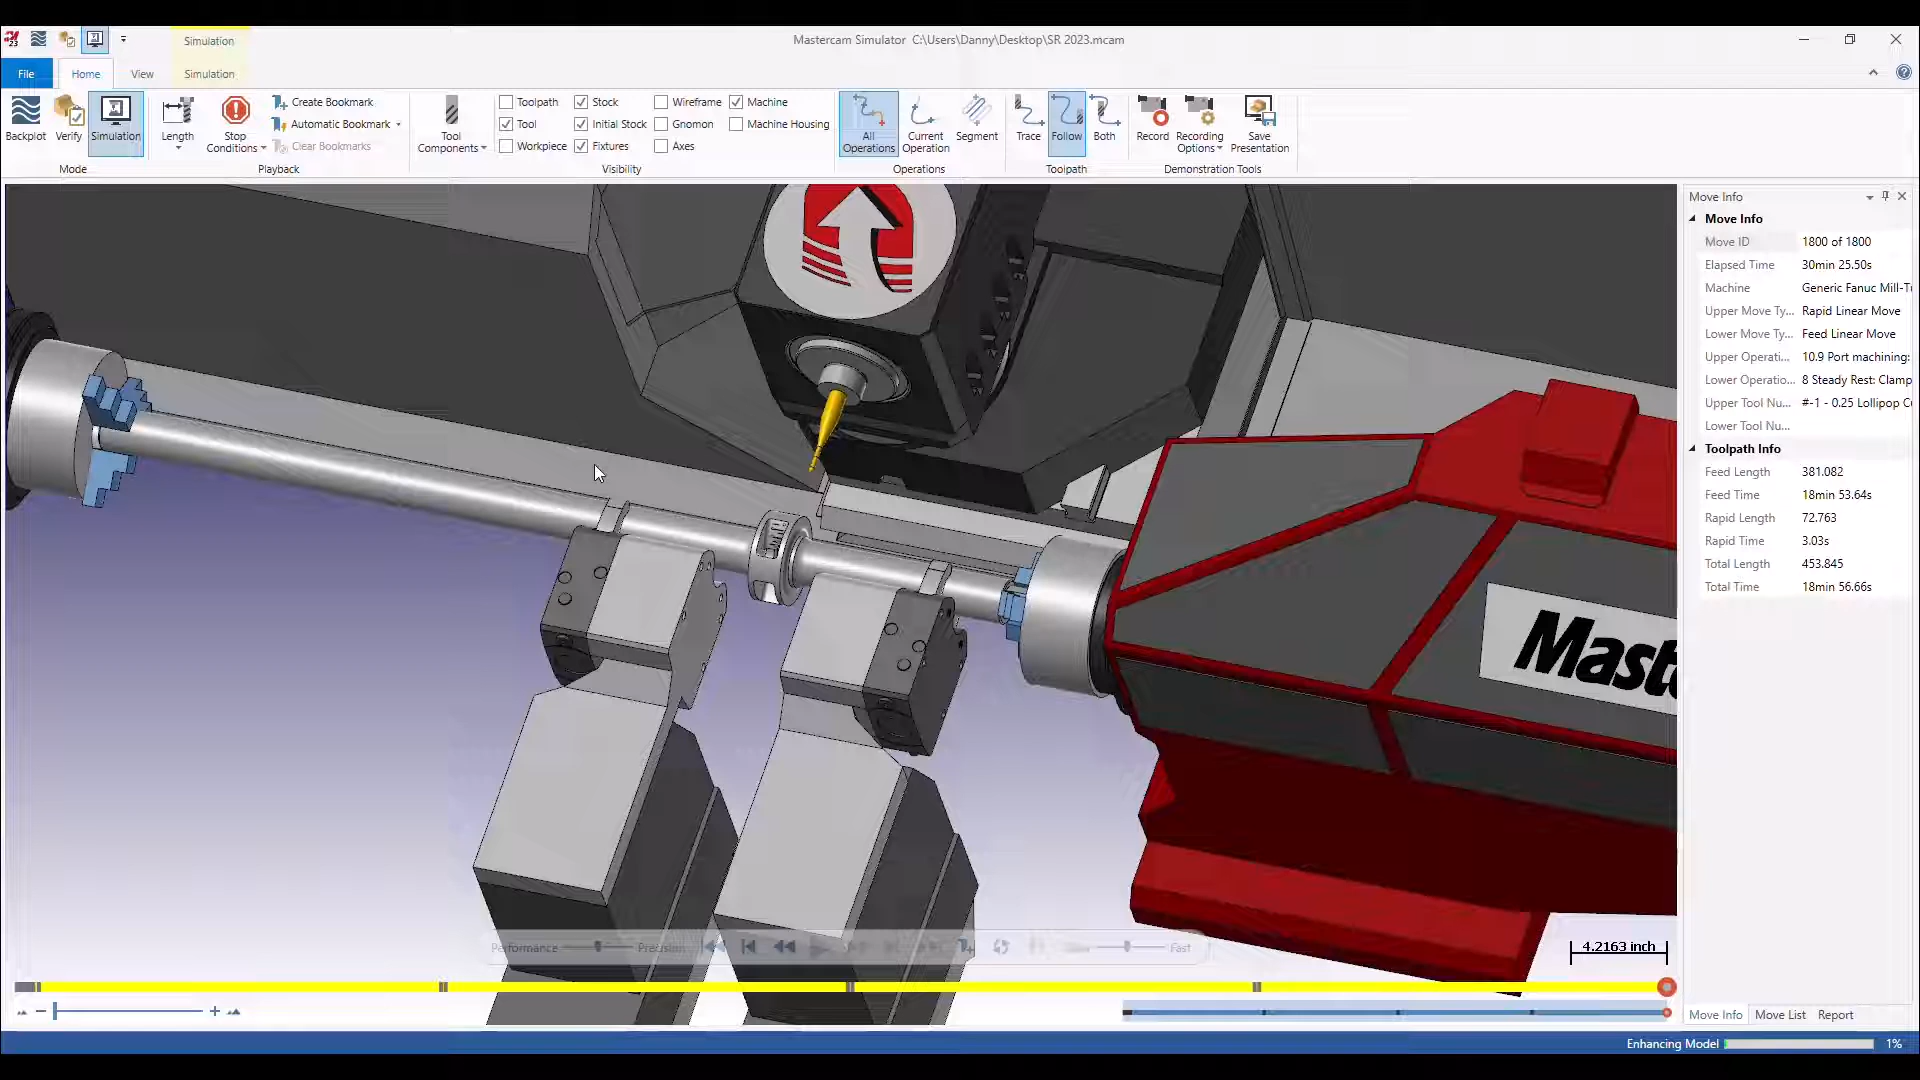 Simulation
Mastercam Simulator C:\Users\Danny\Desktop\SR 2023.mcam
File
Home
View
Simulation
Backplot
Verify
Simulation
Mode
Length
Stop
Conditions
Create Bookmark
Automatic Bookmark
Clear Bookmarks
Playback
Tool
Components
Toolpath
Tool
Workpiece
Stock
Initial Stock
Fixtures
Wireframe
Gnomon
Axes
Machine
Machine Housing
Visibility
All
Operations
Current
Operation
Segment
Operations
Trace
Follow
Both
Toolpath
Record
Recording
Options
Save
Presentation
Demonstration Tools
Move Info
Move Info
Move ID 1800 of 1800
Elapsed Time 30min 25.50s
Machine Generic Fanuc Mill-Tu
Upper Move Ty... Rapid Linear Move
Lower Move Ty... Feed Linear Move
Upper Operati... 10.9 Port machining:
Lower Operatio... 8 Steady Rest: Clamp
Upper Tool Nu... #-1 - 0.25 Lollipop C
Lower Tool Nu...
Toolpath Info
Feed Length 381.082
Feed Time 18min 53.64s
Rapid Length 72.763
Rapid Time 3.03s
Total Length 453.845
Total Time 18min 56.66s
Maste
Performance
Precision
Fast
4.2163 inch
Move Info
Move List
Report
Enhancing Model 1%